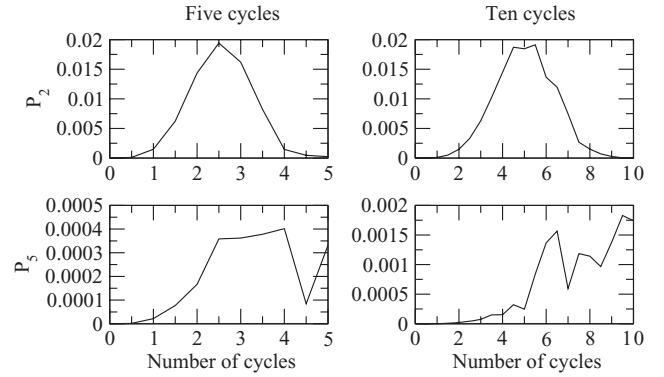 Five cycles
Ten cycles
P2
0.02
0.015
0.01
0.005
0
0 1 2 3 4 5
0.02
0.015
0.01
0.005
0
0 2 4 6 8 10
P5
0.0005
0.0004
0.0003
0.0002
0.0001
0
0 1 2 3 4 5
Number of cycles
0.002
0.0015
0.001
0.0005
0
0 2 4 6 8 10
Number of cycles